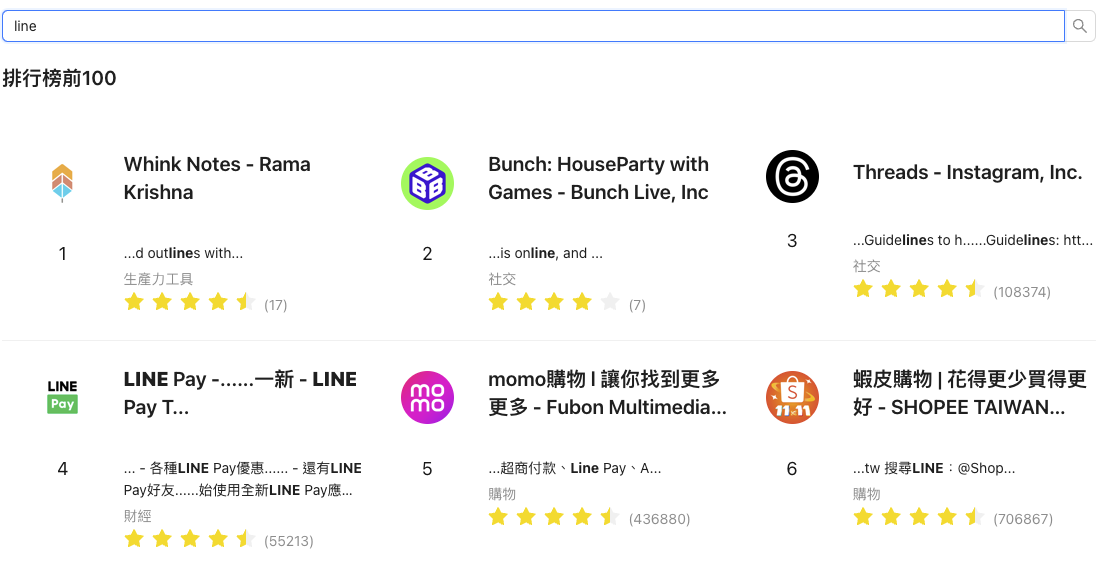 line
排行榜前100
Whink Notes - Rama
Krishna
1
...d outlines with...
生產力工具
(17)
Bunch: HouseParty with
Games - Bunch Live, Inc
2
...is online, and ...
社交
(7)
Threads - Instagram, Inc.
3
...Guidelines to h......Guidelines: htt...
社交
(108374)
LINE
Pay
LINE Pay -......一新 - LINE
Pay T...
4
... - 各種LINE Pay優惠...... - 還有LINE
Pay好友......始使用全新LINE Pay應...
財經
(55213)
mo
mo
momo購物 l 讓你找到更多
更多 - Fubon Multimedia...
5
...超商付款、Line Pay、A...
購物
(436880)
S
11.11
蝦皮購物 | 花得更少買得更
好 - SHOPEE TAIWAN...
6
...tw 搜尋LINE：@Shop...
購物
(706867)